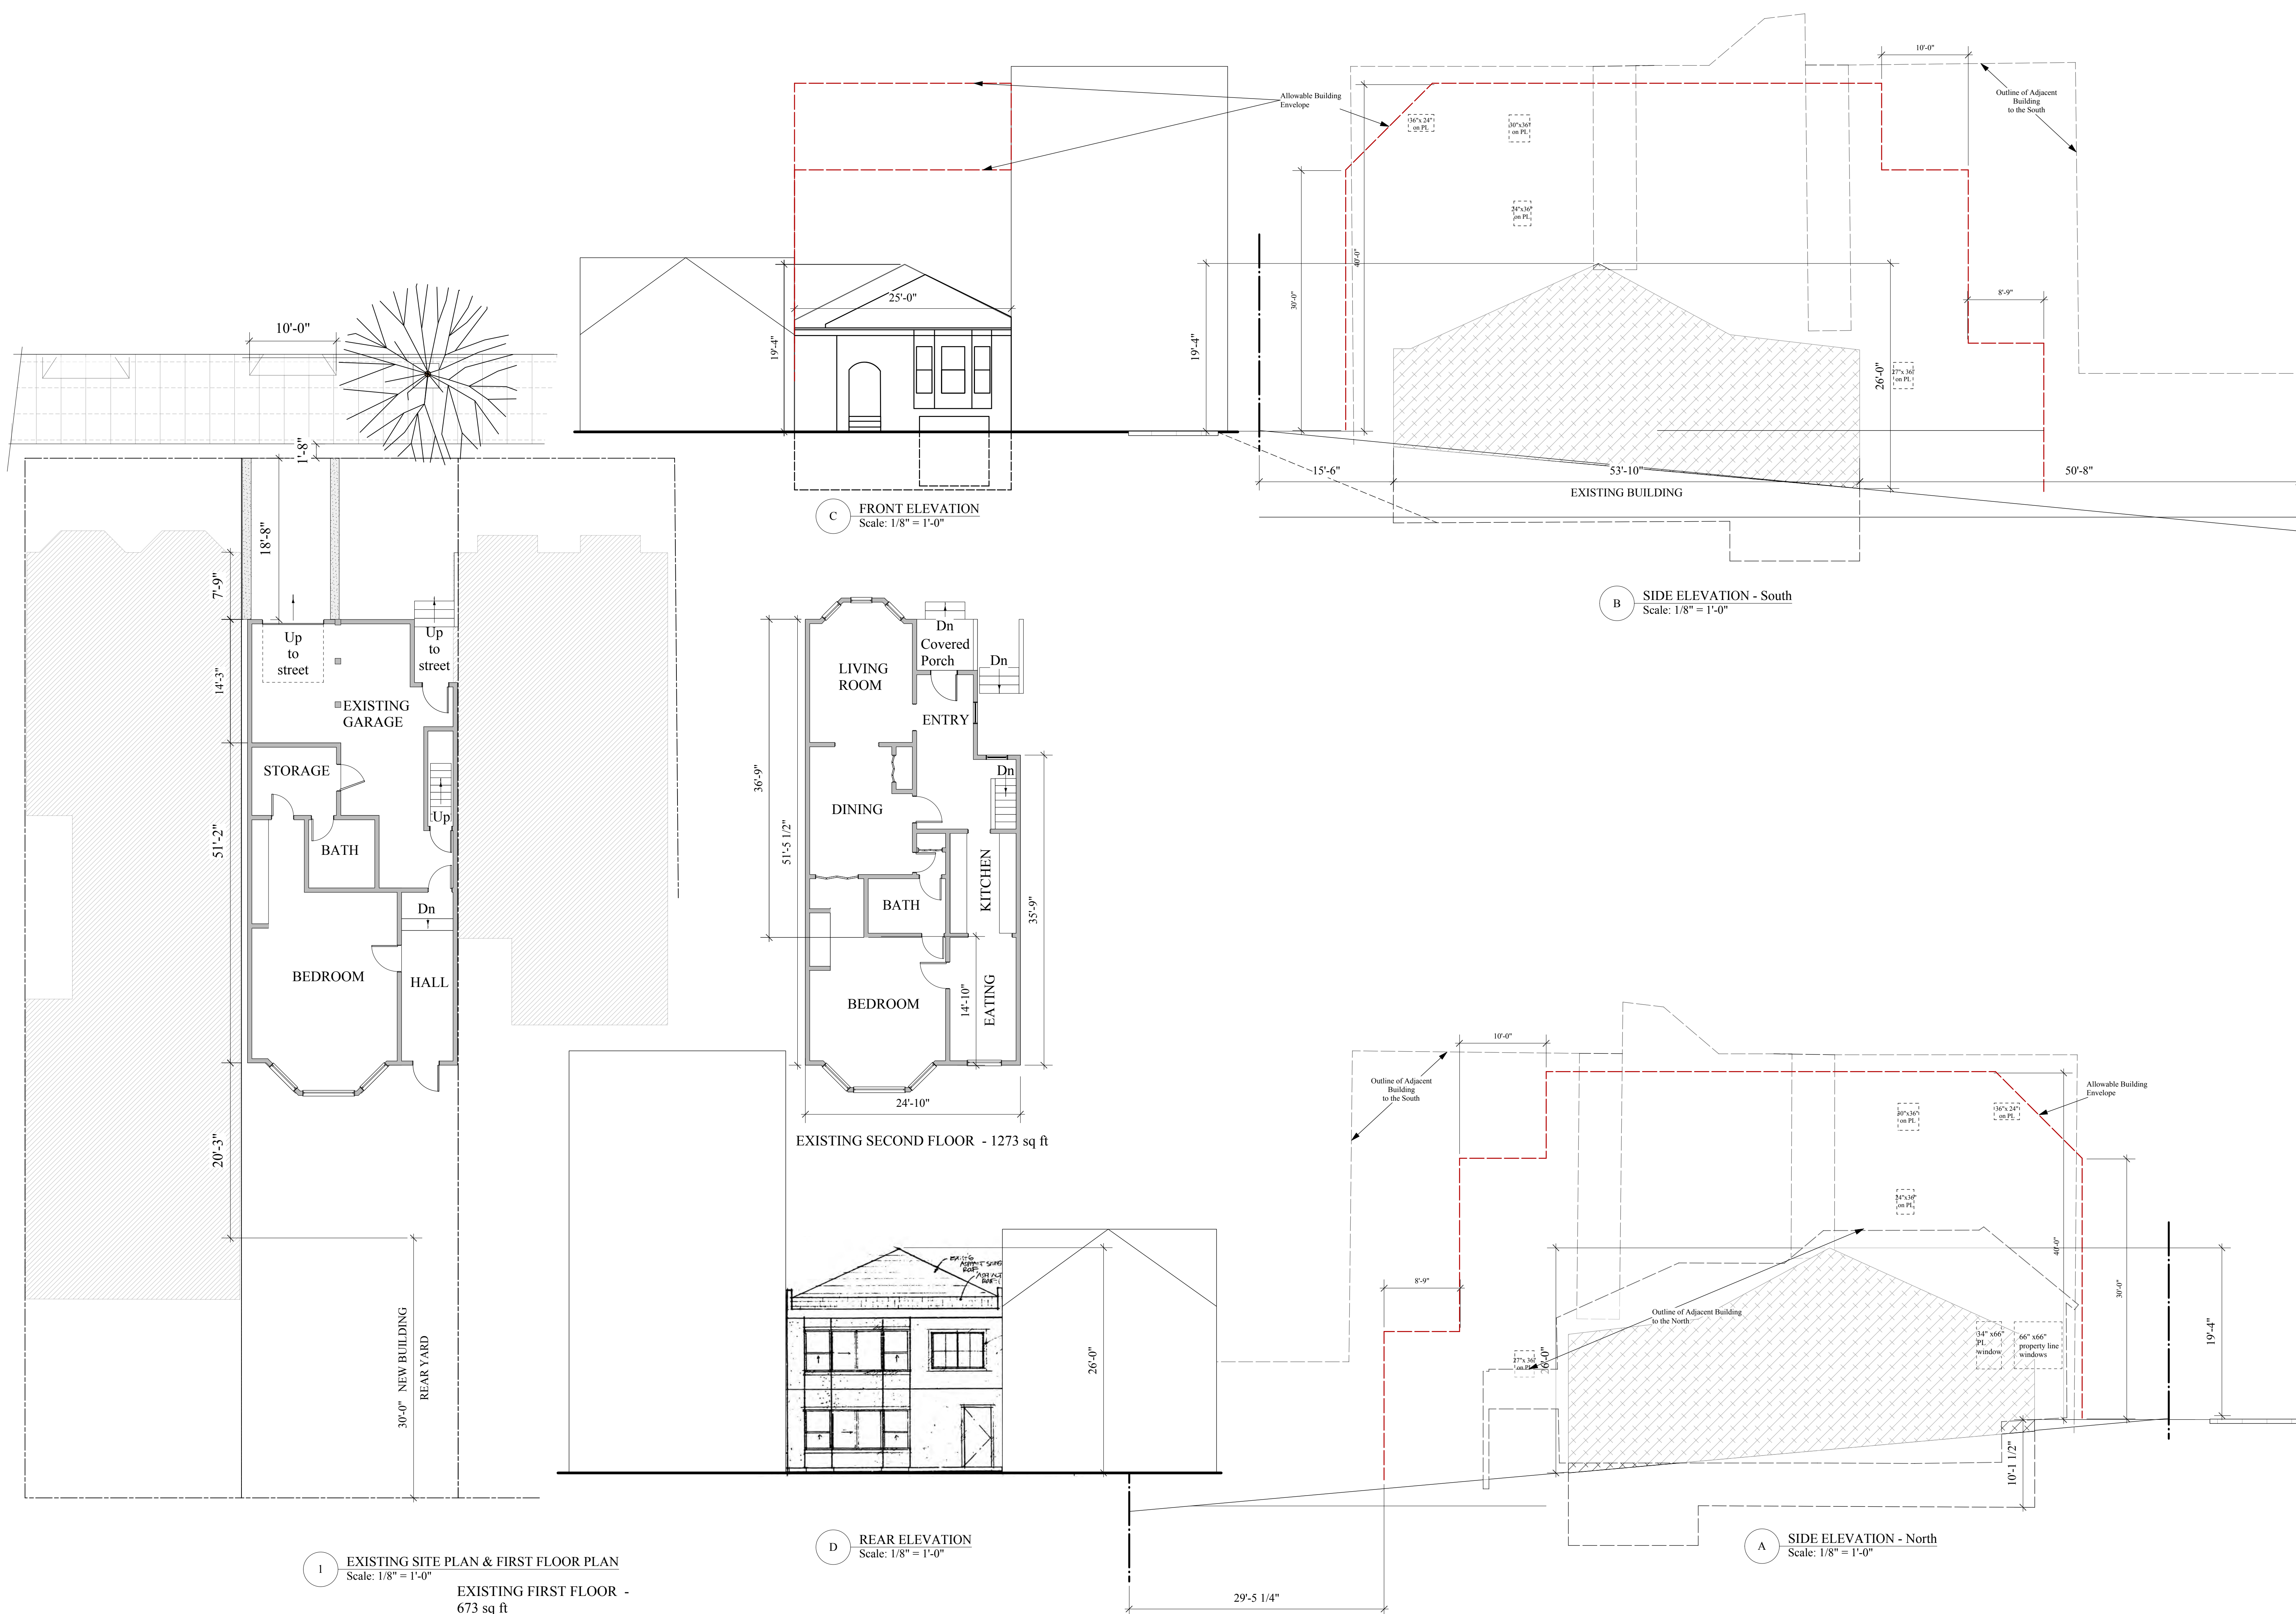 10'-0"
1'-8"
18'-8"
7'-9"
14'-3"
51'-2"
20'-3"
Up
to
street
Up
to
street
EXISTING
GARAGE
STORAGE
Up
BATH
Dn
BEDROOM
HALL
30'-0" NEW BUILDING
REAR YARD
1
EXISTING SITE PLAN & FIRST FLOOR PLAN
Scale: 1/8" = 1'-0"
EXISTING FIRST FLOOR -
673 sq ft
Allowable Building
Envelope
25'-0"
19'-4"
C
FRONT ELEVATION
Scale: 1/8" = 1'-0"
Dn
Covered
Porch
Dn
LIVING
ROOM
ENTRY
Dn
DINING
36'-9"
51'-5 1/2"
KITCHEN
BATH
35'-9"
14'-10"
EATING
BEDROOM
24'-10"
EXISTING SECOND FLOOR - 1273 sq ft
10'-0"
Outline of Adjacent
Building
to the South
36"x 24"
on PL
30"x36"
on PL
24"x36"
on PL
40'-0"
30'-0"
19'-4"
8'-9"
27"x 36"
on PL
26'-0"
15'-6"
53'-10"
50'-8"
EXISTING BUILDING
B
SIDE ELEVATION - South
Scale: 1/8" = 1'-0"
26'-0"
D
REAR ELEVATION
Scale: 1/8" = 1'-0"
10'-0"
Outline of Adjacent
Building
to the South
Allowable Building
Envelope
30"x36"
on PL
36"x 24"
on PL
24"x36"
on PL
40'-0"
30'-0"
8'-9"
Outline of Adjacent Building
to the North
34" x66"
PL
window
66" x66"
property line
windows
19'-4"
27"x 36"
on PL
26'-0"
10'-1 1/2"
A
SIDE ELEVATION - North
Scale: 1/8" = 1'-0"
29'-5 1/4"